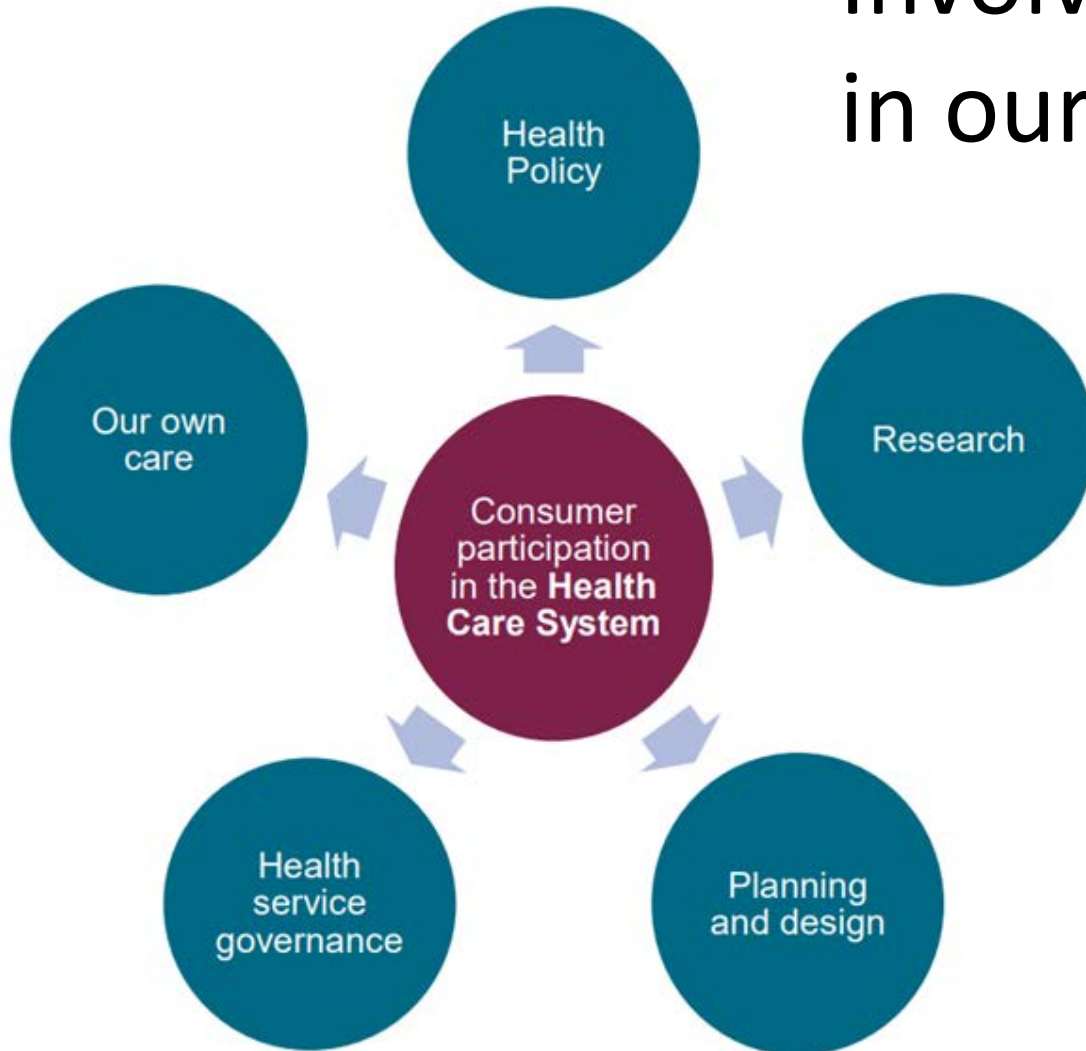 in our
Health
Policy
Our own
care
Research
Consumer
participation
in the Health
Care System
Health
service
governance
Planning
and design